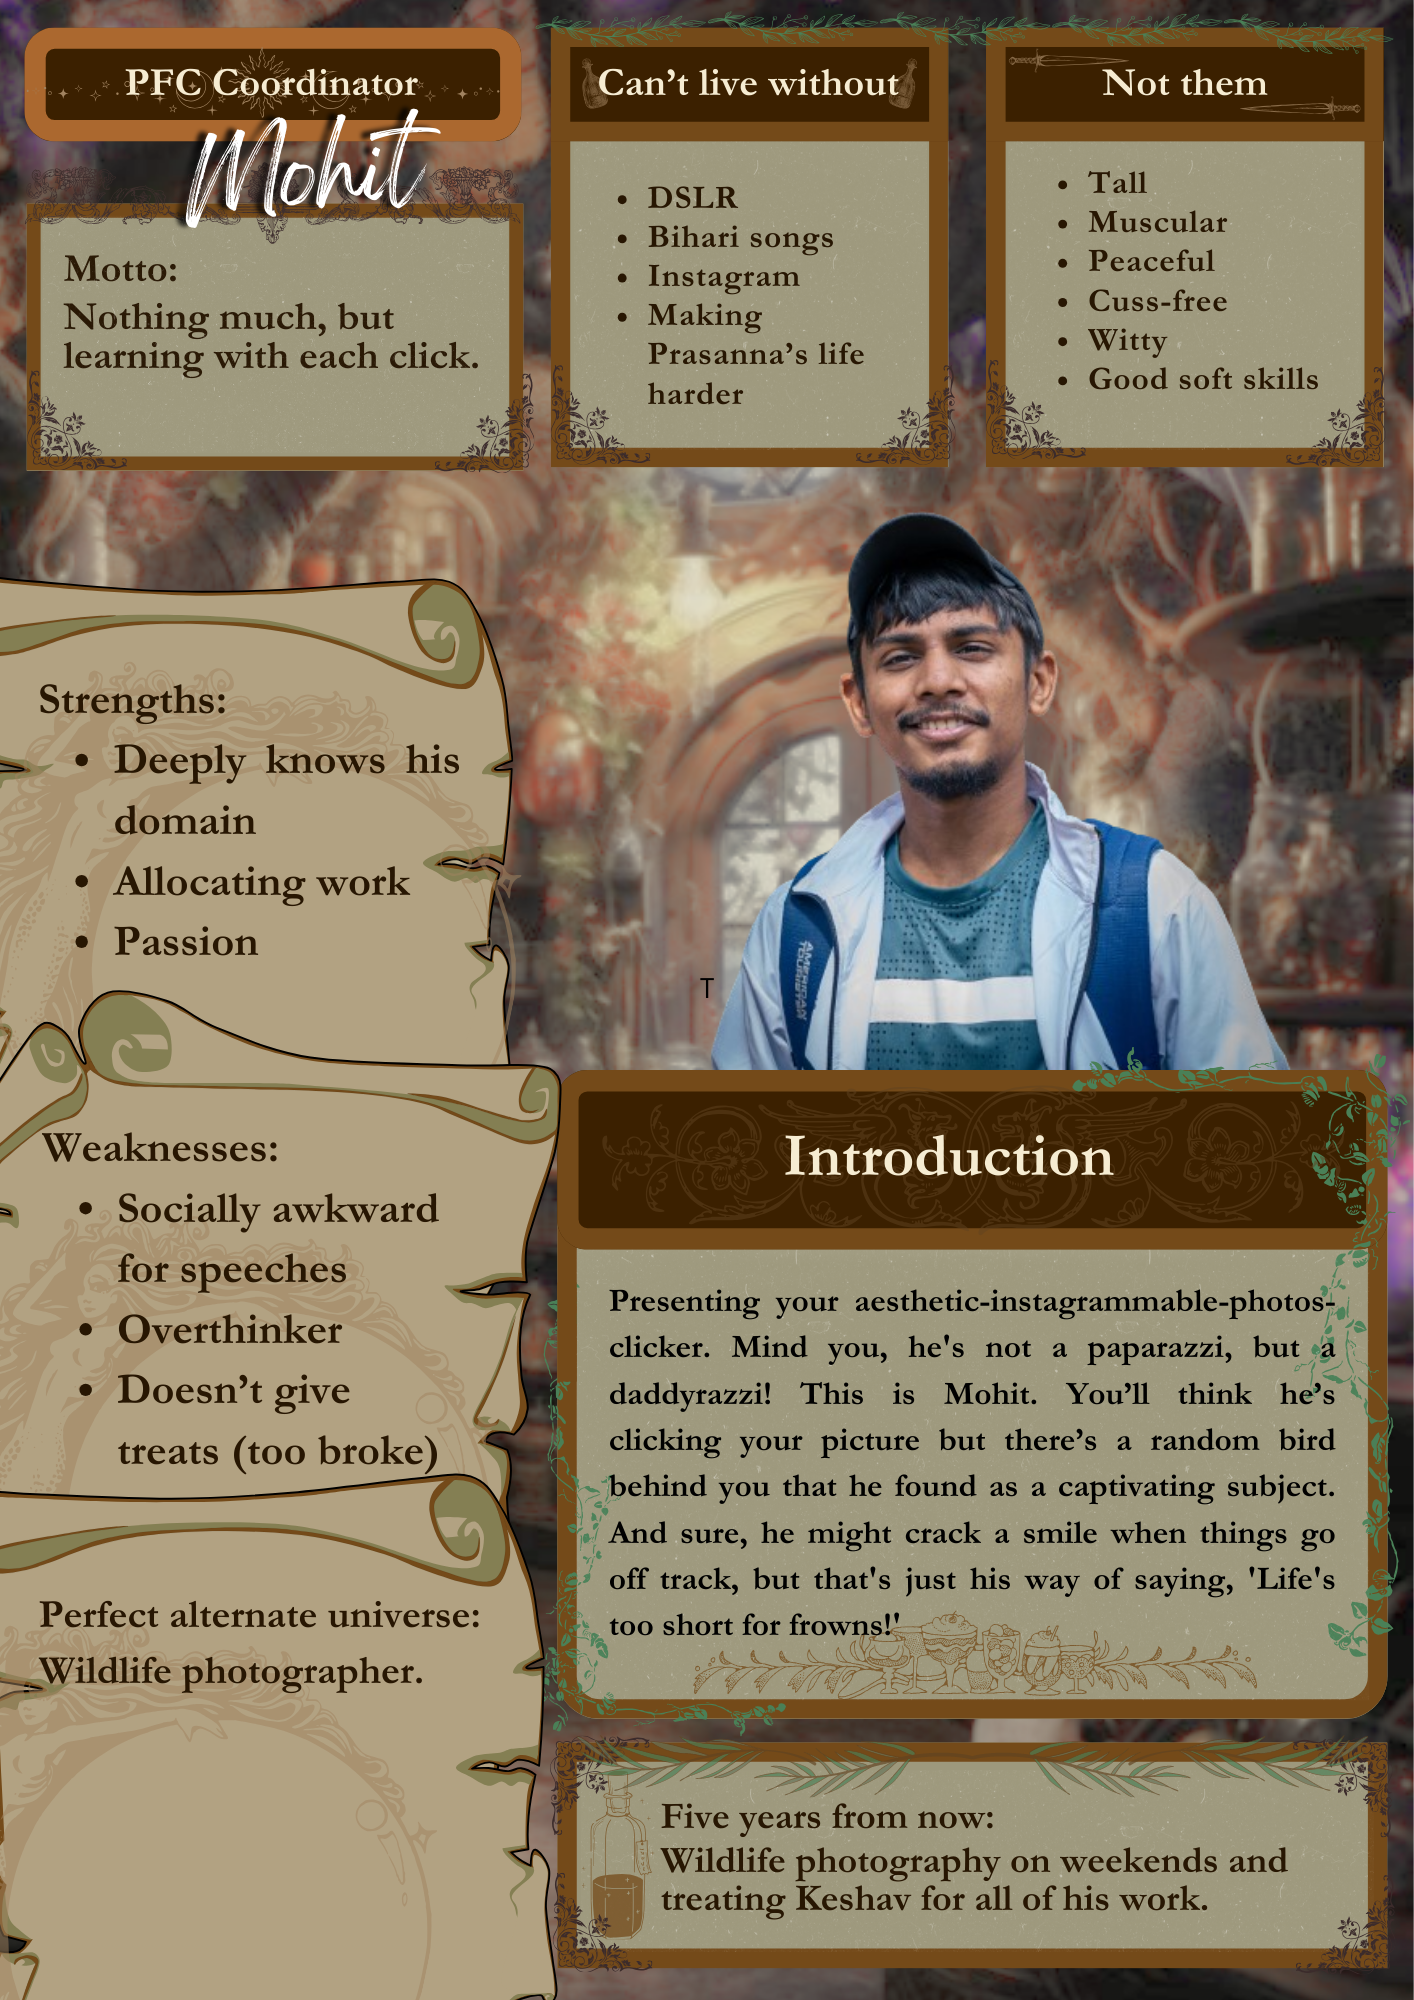 PFC Coordinator
Mohit
Motto:
Nothing much, but
learning with each click.
Can't live without
• DSLR
• Bihari songs
• Instagram
• Making
Prasanna's life
harder
Not them
• Tall
• Muscular
• Peaceful
• Cuss-free
• Witty
• Good soft skills
Strengths:
• Deeply knows his
domain
• Allocating work
• Passion
AMERICAN
TOURISTER
T
Weaknesses:
• Socially awkward
for speeches
• Overthinker
• Doesn't give
treats (too broke)
Perfect alternate universe:
Wildlife photographer.
Introduction
Presenting your aesthetic-instagrammable-photos-
clicker. Mind you, he's not a paparazzi, but a
daddyrazzi! This is Mohit. You'll think he's
clicking your picture but there's a random bird
behind you that he found as a captivating subject.
And sure, he might crack a smile when things go
off track, but that's just his way of saying, 'Life's
too short for frowns!'
Five years from now:
Wildlife photography on weekends and
treating Keshav for all of his work.